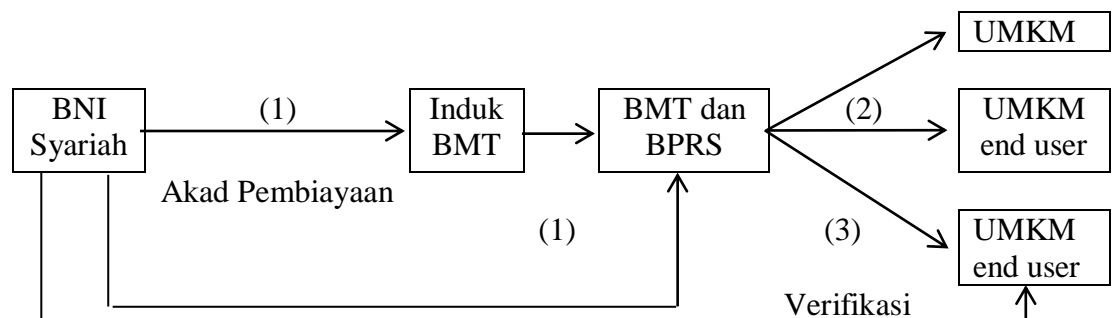 UMKM
BNI
Syariah
(1)
Induk
BMT
BMT dan
BPRS
(2)
UMKM
end user
Akad Pembiayaan
(1)
(3)
UMKM
end user
Verifikasi